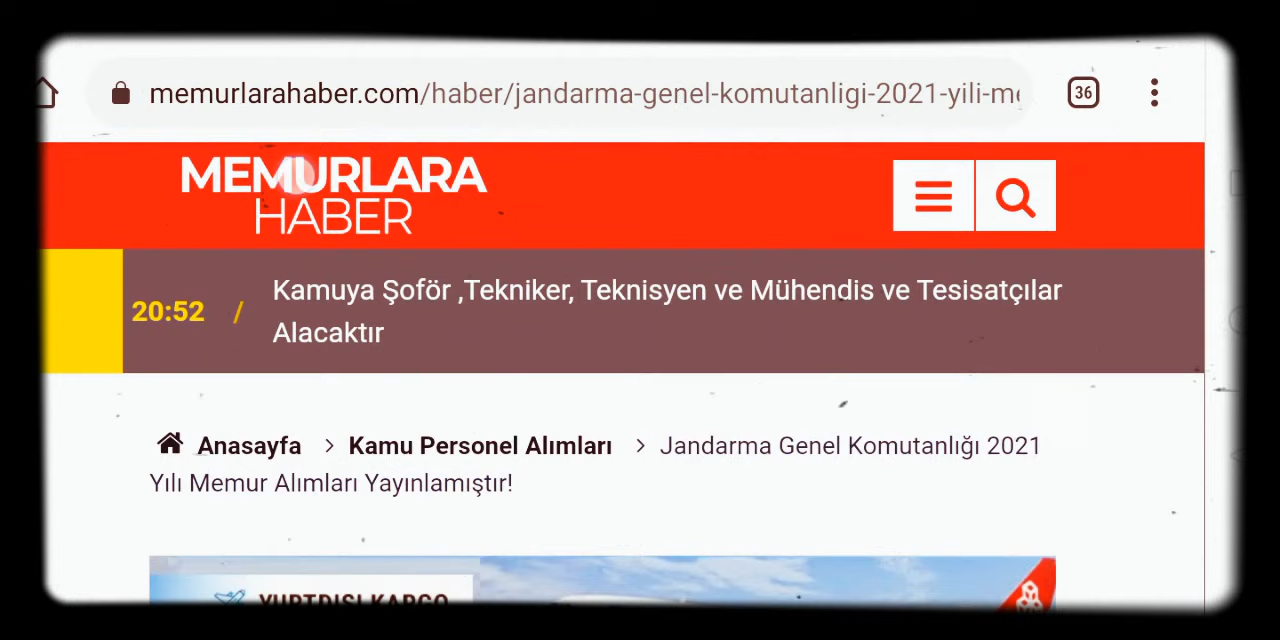 memurlarahaber.com/haber/jandarma-genel-komutanligi-2021-yili-me
36
MEMURLARA
HABER
20:52 / Kamuya Şoför ,Tekniker, Teknisyen ve Mühendis ve Tesisatçılar
Alacaktır
Anasayfa > Kamu Personel Alımları > Jandarma Genel Komutanlığı 2021
Yılı Memur Alımları Yayınlamıştır!
YURTDIŞI KARGO